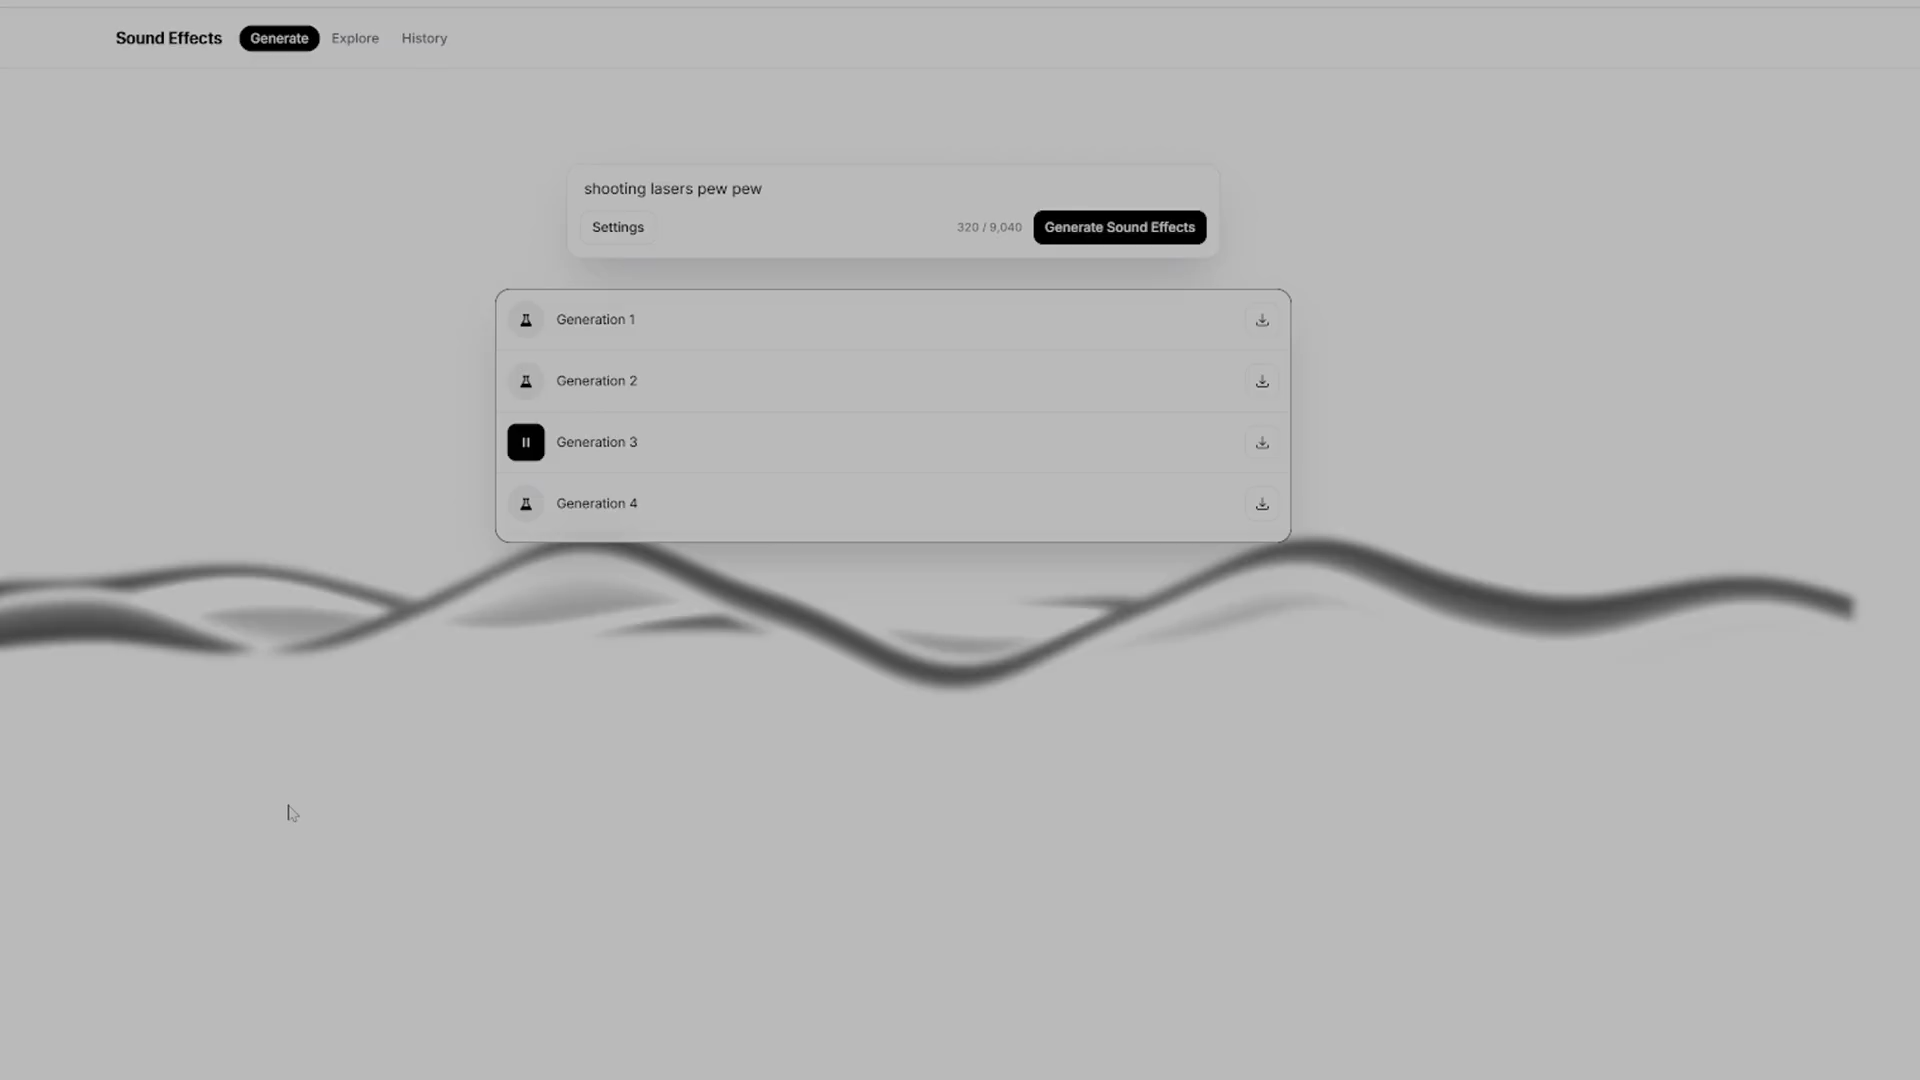 Sound Effects Generate Explore History
shooting lasers pew pew
Settings 320 / 9,040 Generate Sound Effects
Generation 1
Generation 2
Generation 3
Generation 4